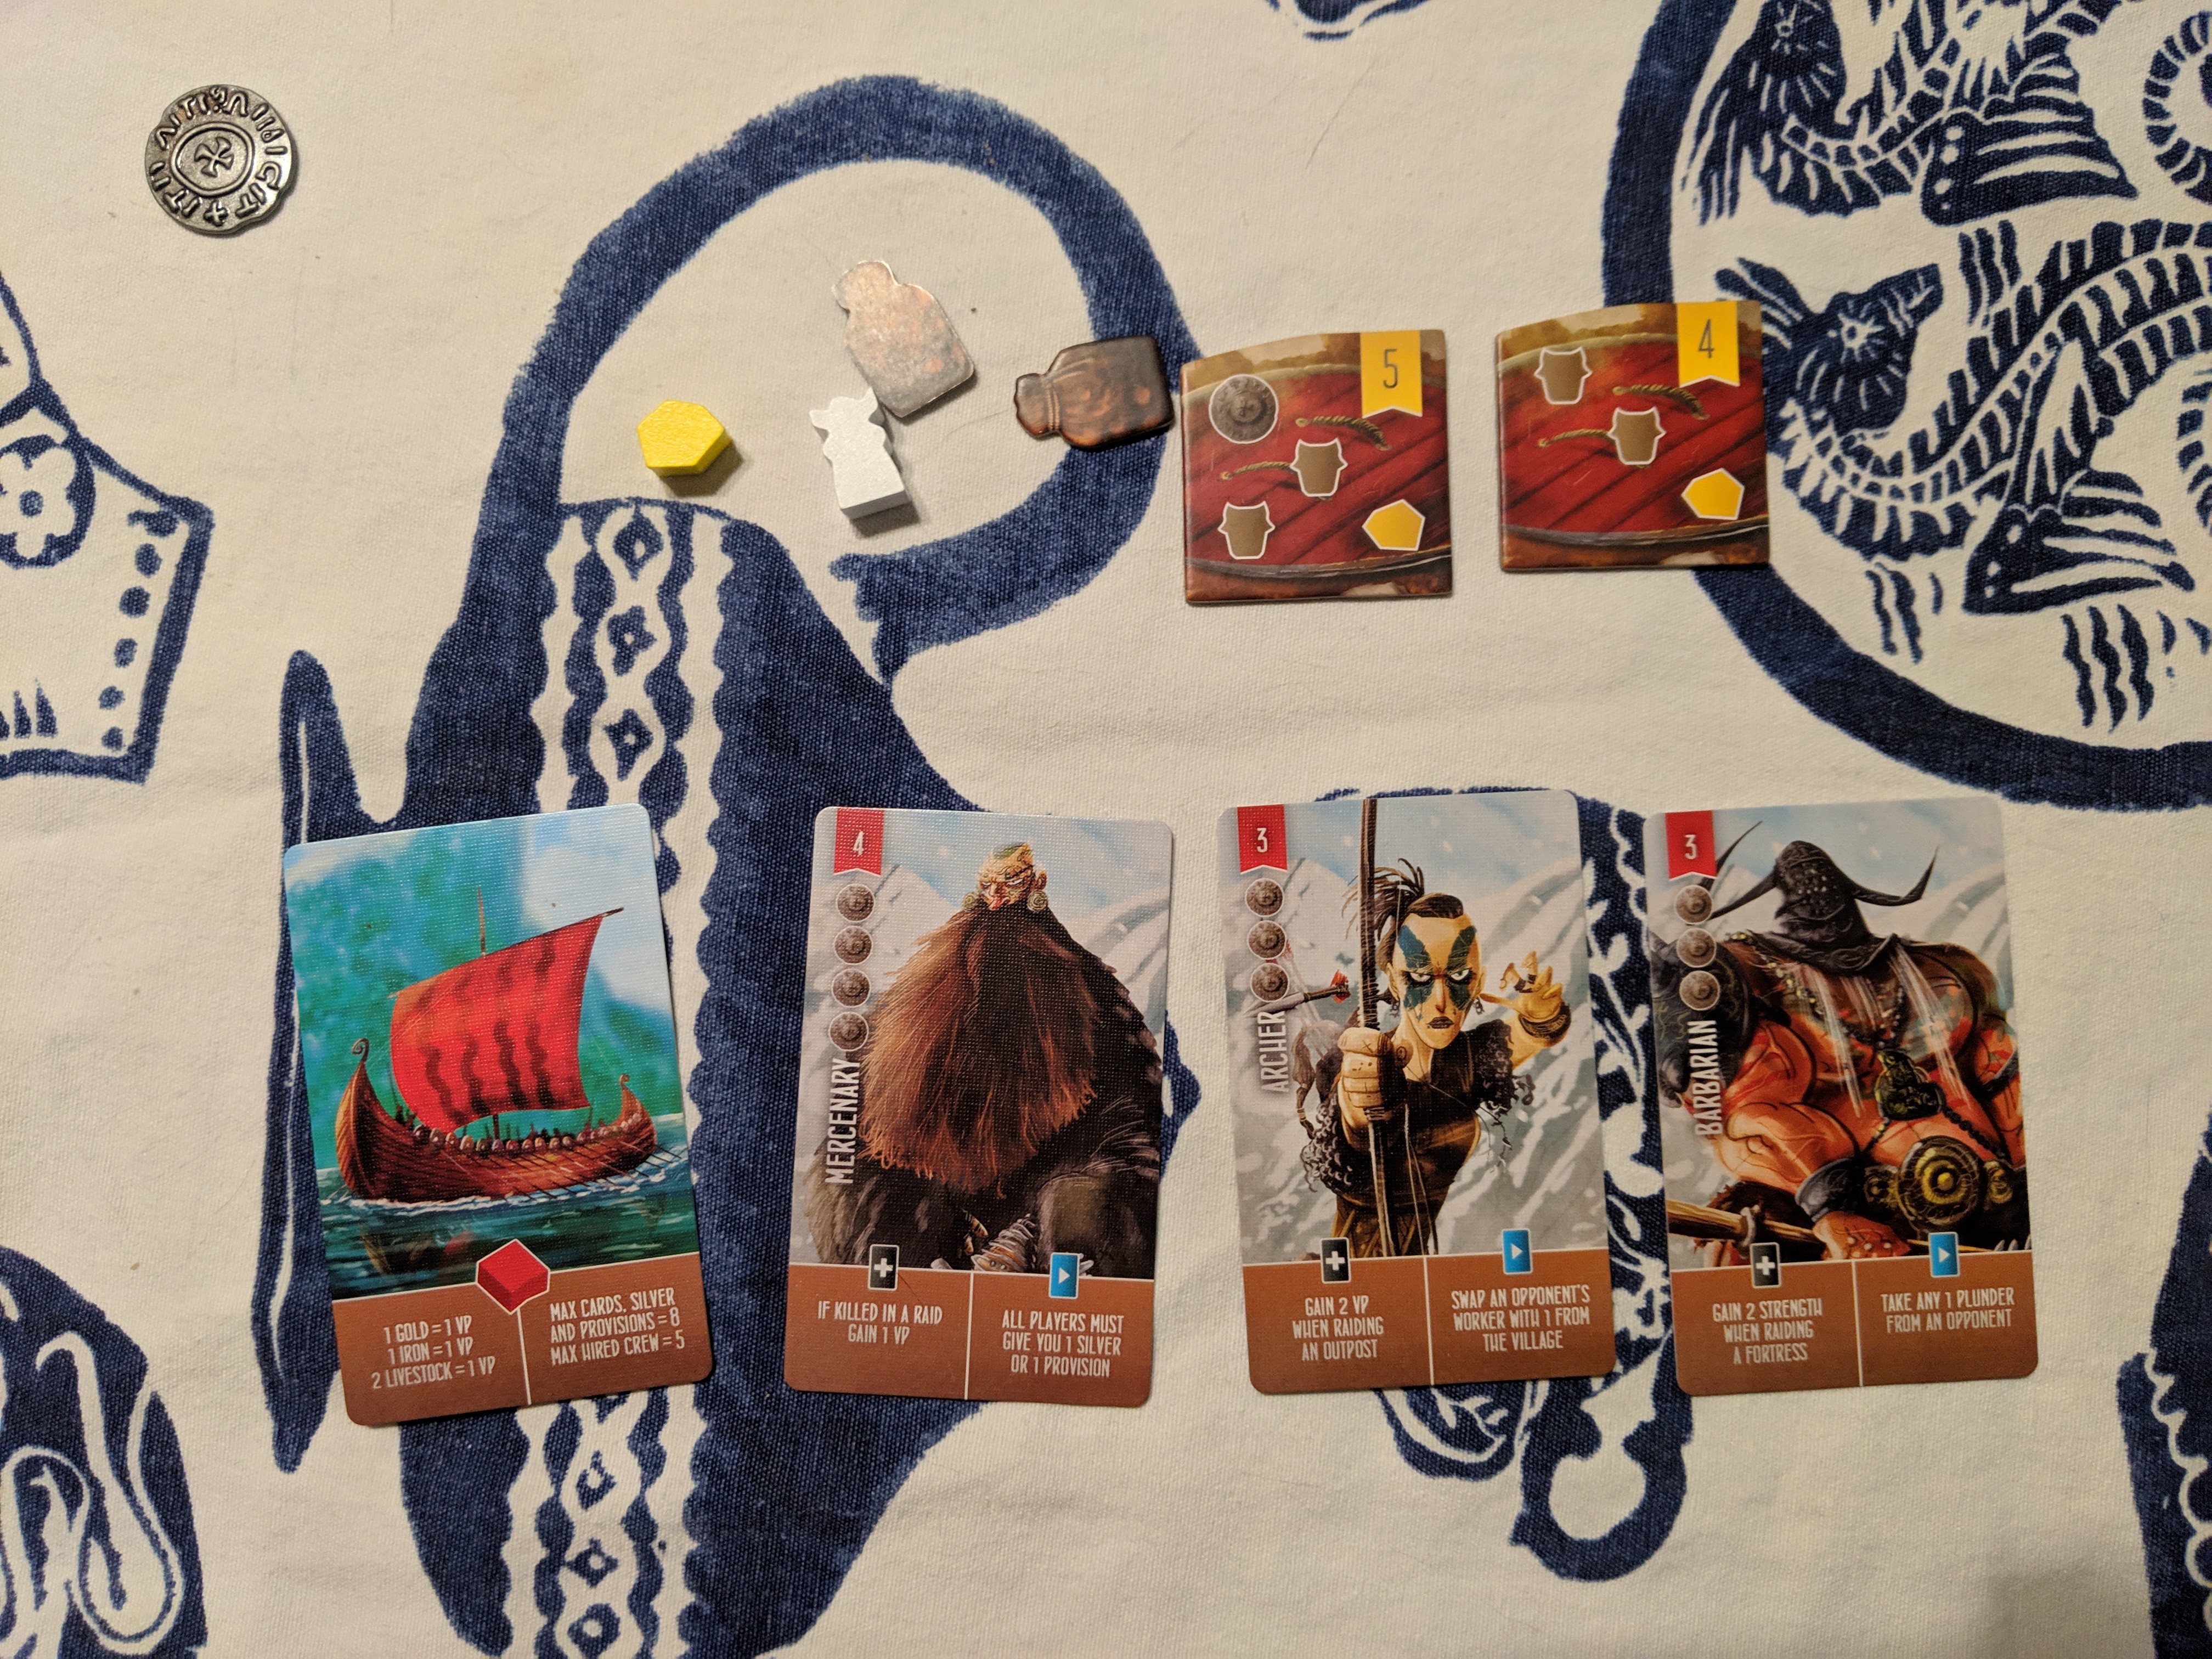 5
4
1 GOLD = 1 VP
1 IRON = 1 VP
2 LIVESTOCK = 1 VP
MAX CARDS, SILVER
AND PROVISIONS = 8
MAX HIRED CREW = 5
4
MERCENARY
IF KILLED IN A RAID
GAIN 1 VP
ALL PLAYERS MUST
GIVE YOU 1 SILVER
OR 1 PROVISION
3
ARCHER
GAIN 2 VP
WHEN RAIDING
AN OUTPOST
SWAP AN OPPONENT'S
WORKER WITH 1 FROM
THE VILLAGE
3
BARBARIAN
GAIN 2 STRENGTH
WHEN RAIDING
A FORTRESS
TAKE ANY 1 PLUNDER
FROM AN OPPONENT